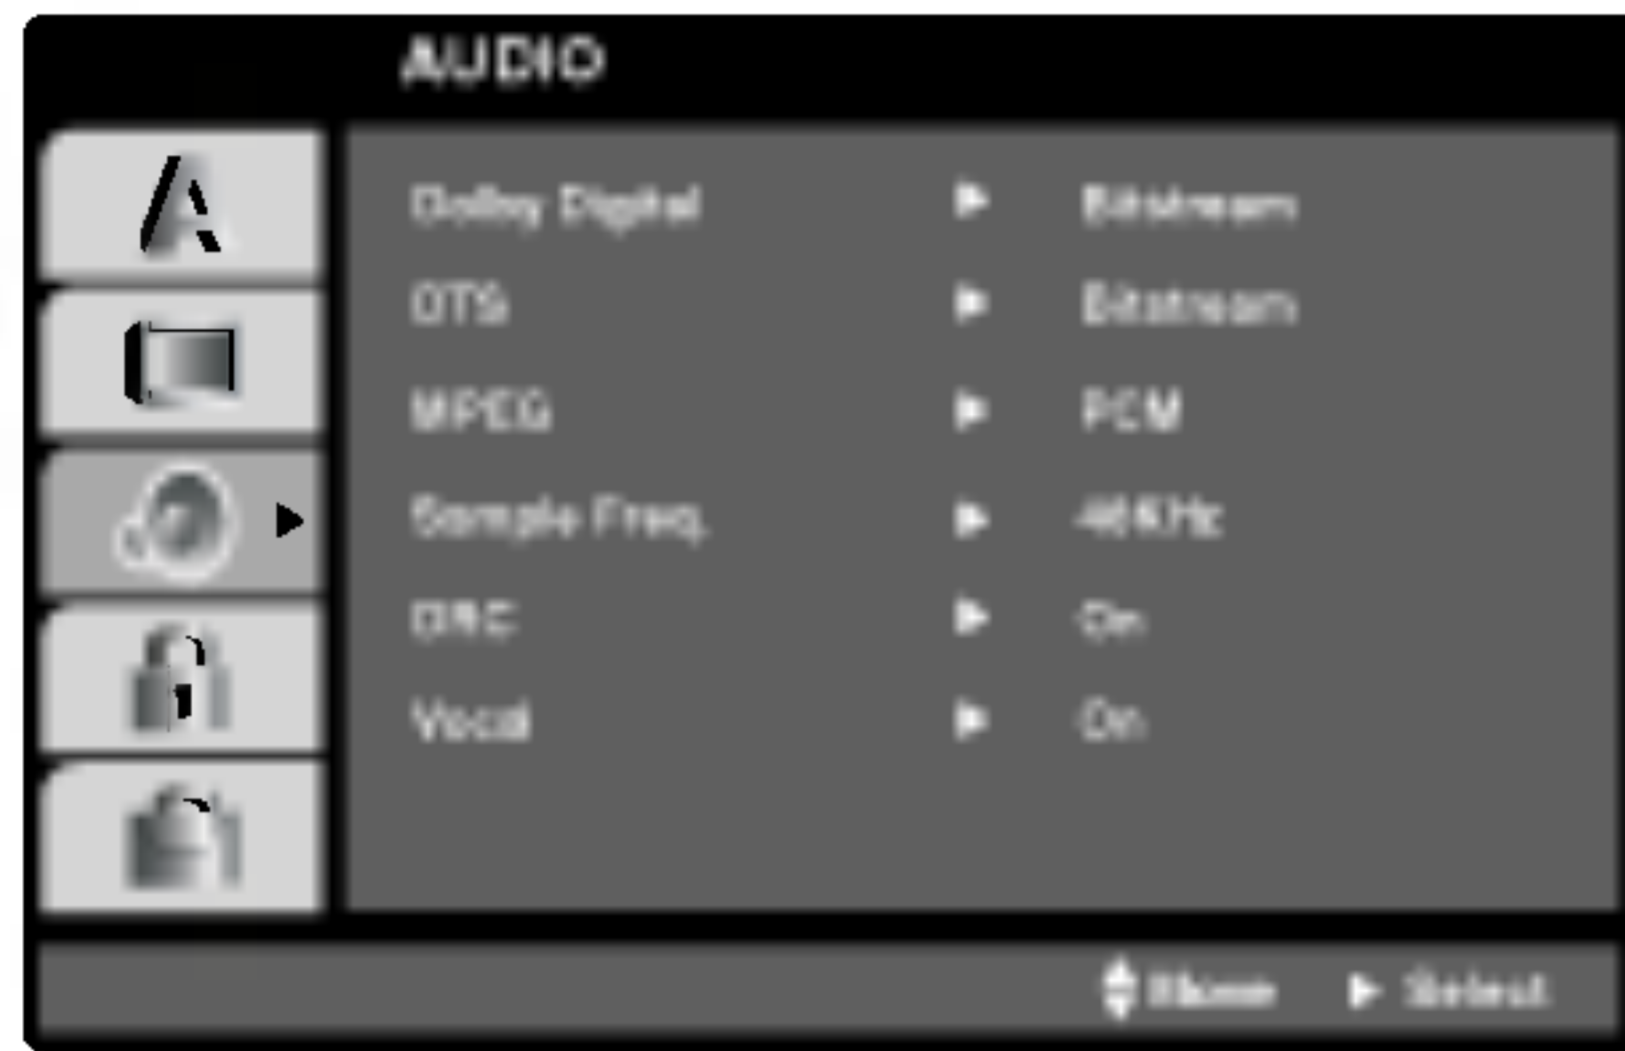 AUDIO
Dolby Digital ▶ Bitstream
DTS ▶ Bitstream
MPEG ▶ PCM
Sample Freq. ▶ 48KHz
DRC ▶ On
Vocal ▶ On
Move ▶ Select